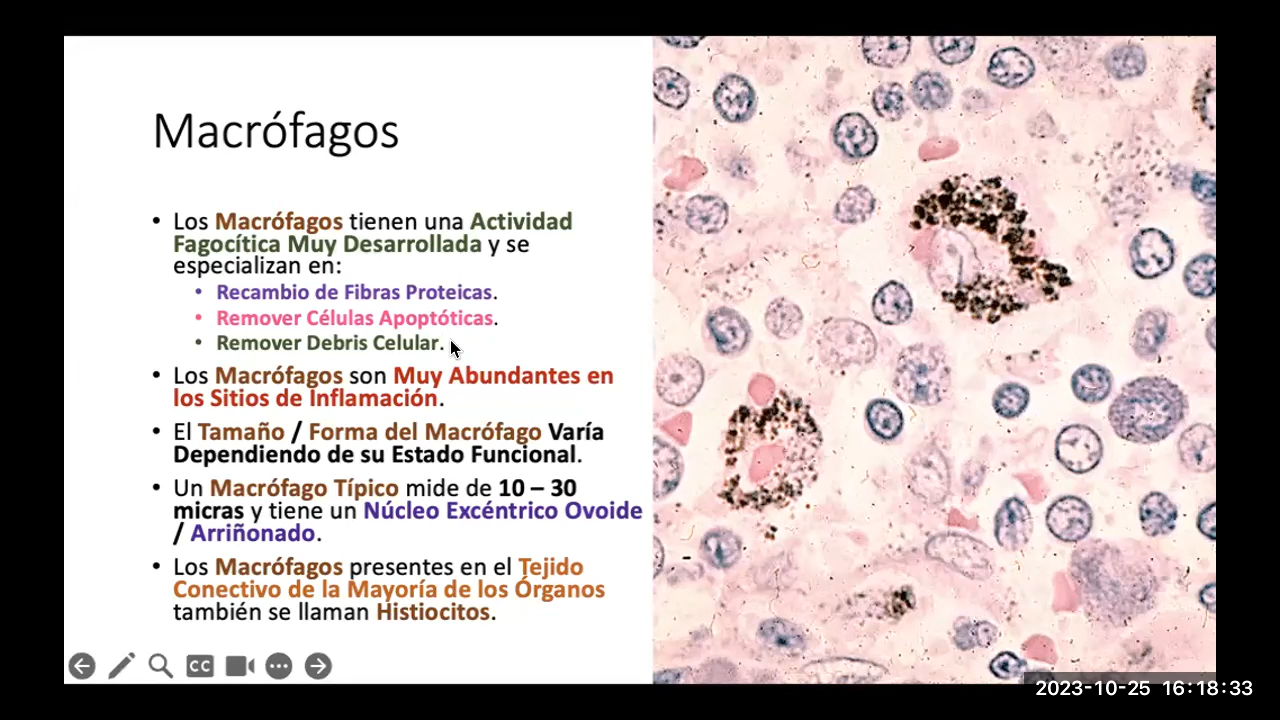 Macrófagos
• Los Macrófagos tienen una Actividad
Fagocítica Muy Desarrollada y se
especializan en:
• Recambio de Fibras Proteicas.
• Remover Células Apoptóticas.
• Remover Debris Celular.
• Los Macrófagos son Muy Abundantes en
los Sitios de Inflamación.
• El Tamaño / Forma del Macrófago Varía
Dependiendo de su Estado Funcional.
• Un Macrófago Típico mide de 10 – 30
micras y tiene un Núcleo Excéntrico Ovoide
/ Arriñonado.
• Los Macrófagos presentes en el Tejido
Conectivo de la Mayoría de los Órganos
también se llaman Histiocitos.
CC
2023-10-25 16:18:33